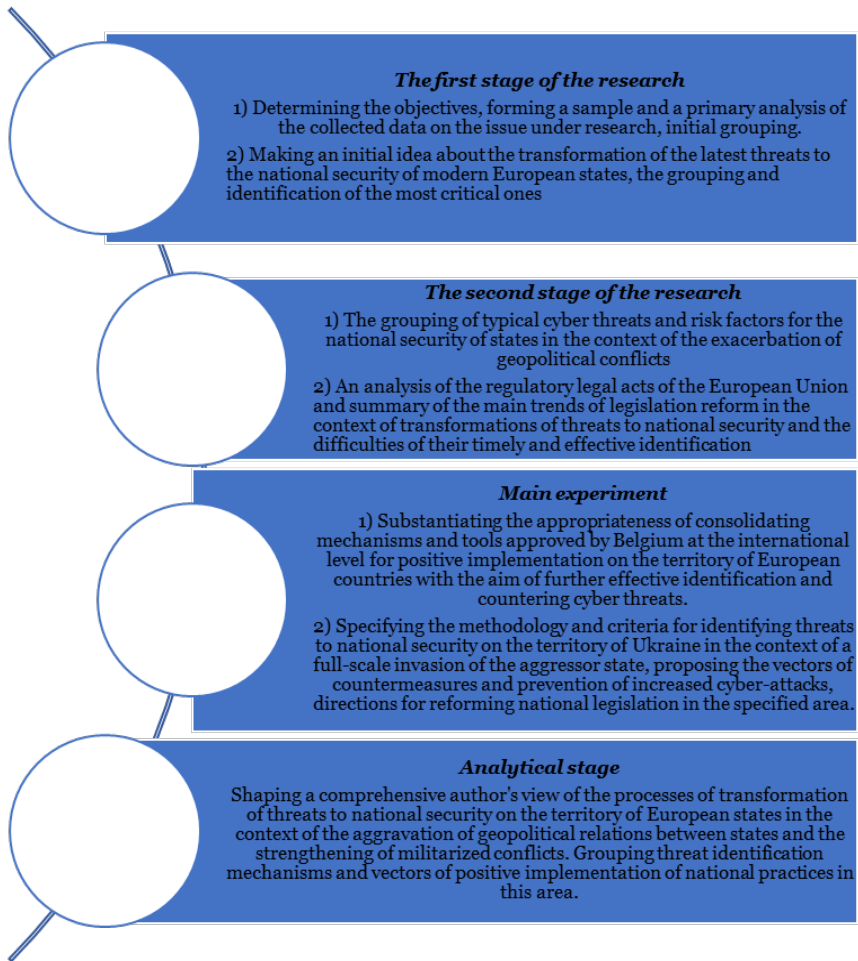 The first stage of the research
1) Determining the objectives, forming a sample and a primary analysis of
the collected data on the issue under research, initial grouping.
2) Making an initial idea about the transformation of the latest threats to
the national security of modern European states, the grouping and
identification of the most critical ones
The second stage of the research
1) The grouping of typical cyber threats and risk factors for the
national security of states in the context of the exacerbation of
geopolitical conflicts
2) An analysis of the regulatory legal acts of the European Union
and summary of the main trends of legislation reform in the
context of transformations of threats to national security and the
difficulties of their timely and effective identification
Main experiment
1) Substantiating the appropriateness of consolidating
mechanisms and tools approved by Belgium at the international
level for positive implementation on the territory of European
countries with the aim of further effective identification and
countering cyber threats.
2) Specifying the methodology and criteria for identifying threats
to national security on the territory of Ukraine in the context of a
full-scale invasion of the aggressor state, proposing the vectors of
countermeasures and prevention of increased cyber-attacks,
directions for reforming national legislation in the specified area.
Analytical stage
Shaping a comprehensive author's view of the processes of transformation
of threats to national security on the territory of European states in the
context of the aggravation of geopolitical relations between states and the
strengthening of militarized conflicts. Grouping threat identification
mechanisms and vectors of positive implementation of national practices in
this area.